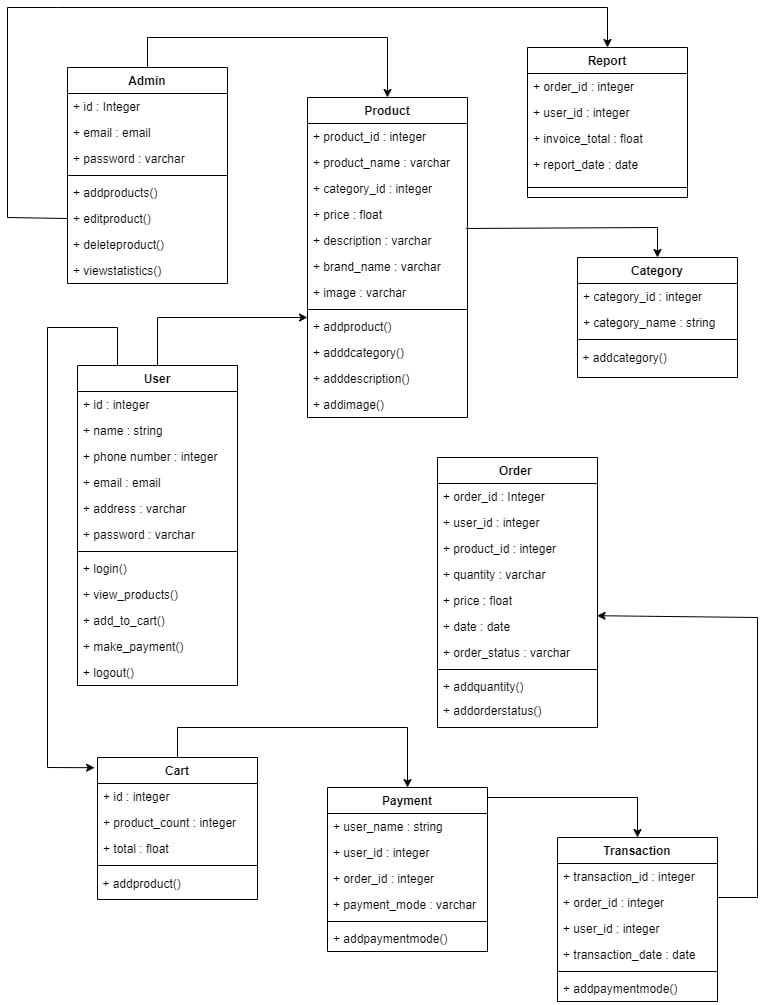 Admin
+ id : Integer
+ email : email
+ password : varchar
+ addproducts()
+ editproduct()
+ deleteproduct()
+ viewstatistics()
Product
+ product_id : integer
+ product_name : varchar
+ category_id : integer
+ price : float
+ description : varchar
+ brand_name : varchar
+ image : varchar
+ addproduct()
+ adddcategory()
+ adddescription()
+ addimage()
Report
+ order_id : integer
+ user_id : integer
+ invoice_total : float
+ report_date : date
Category
+ category_id : integer
+ category_name : string
+ addcategory()
User
+ id : integer
+ name : string
+ phone number : integer
+ email : email
+ address : varchar
+ password : varchar
+ login()
+ view_products()
+ add_to_cart()
+ make_payment()
+ logout()
Order
+ order_id : Integer
+ user_id : integer
+ product_id : integer
+ quantity : varchar
+ price : float
+ date : date
+ order_status : varchar
+ addquantity()
+ addorderstatus()
Cart
+ id : integer
+ product_count : integer
+ total : float
+ addproduct()
Payment
+ user_name : string
+ user_id : integer
+ order_id : integer
+ payment_mode : varchar
+ addpaymentmode()
Transaction
+ transaction_id : integer
+ order_id : integer
+ user_id : integer
+ transaction_date : date
+ addpaymentmode()